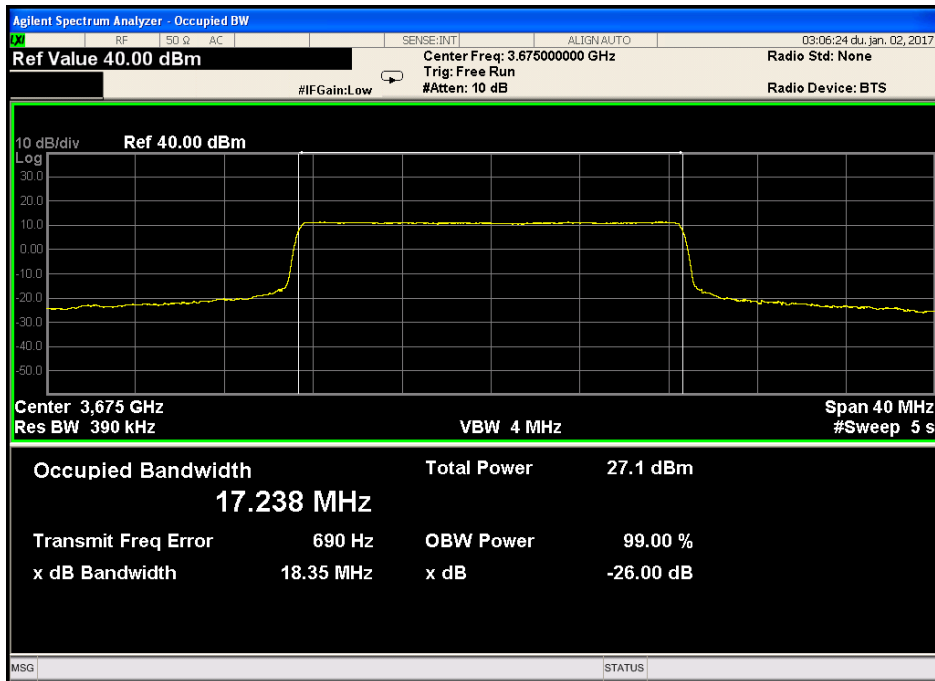 Agilent Spectrum Analyzer - Occupied BW
LXI RF 50 Ω AC SENSE:INT ALIGN AUTO 03:06:24 du. jan. 02, 2017
Ref Value 40.00 dBm Center Freq: 3.675000000 GHz Radio Std: None
Trig: Free Run
#IFGain:Low #Atten: 10 dB Radio Device: BTS
10 dB/div Ref 40.00 dBm
Log
30.0
20.0
10.0
0.00
-10.0
-20.0
-30.0
-40.0
-50.0
Center 3,675 GHz Span 40 MHz
Res BW 390 kHz VBW 4 MHz #Sweep 5 s
Occupied Bandwidth Total Power 27.1 dBm
17.238 MHz
Transmit Freq Error 690 Hz OBW Power 99.00 %
x dB Bandwidth 18.35 MHz x dB -26.00 dB
MSG STATUS